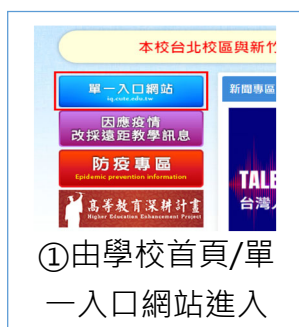 本校台北校區與新竹
單一入口網站
iq.cute.edu.tw
新聞專區
因應疫情
改採遠距教學訊息
防疫專區
Epidemic prevention information
TALE
高等教育深耕計畫
Higher Education Enhancement Project
台灣人
①由學校首頁/單
一入口網站進入